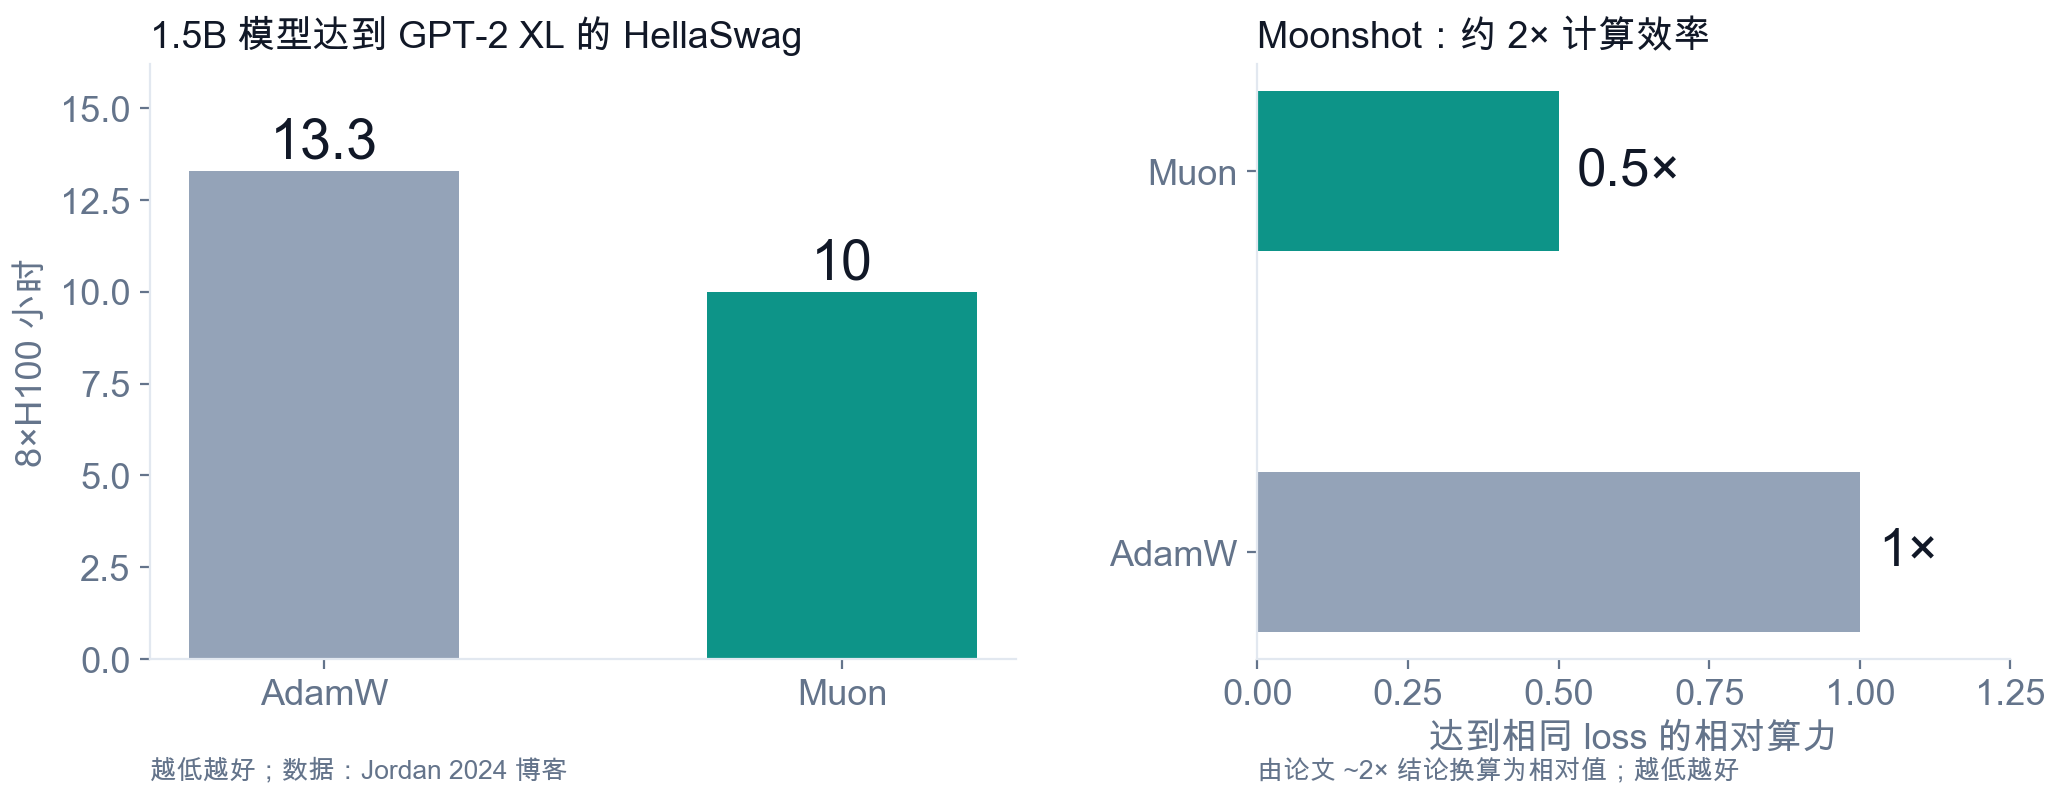 1.5B 模型达到 GPT-2 XL 的 HellaSwag
8×H100 小时
15.0
12.5
10.0
7.5
5.0
2.5
0.0
13.3
10
AdamW
Muon
越低越好；数据：Jordan 2024 博客
Moonshot：约 2× 计算效率
Muon
0.5×
AdamW
1×
0.00
0.25
0.50
0.75
1.00
1.25
达到相同 loss 的相对算力
由论文 ~2× 结论换算为相对值；越低越好